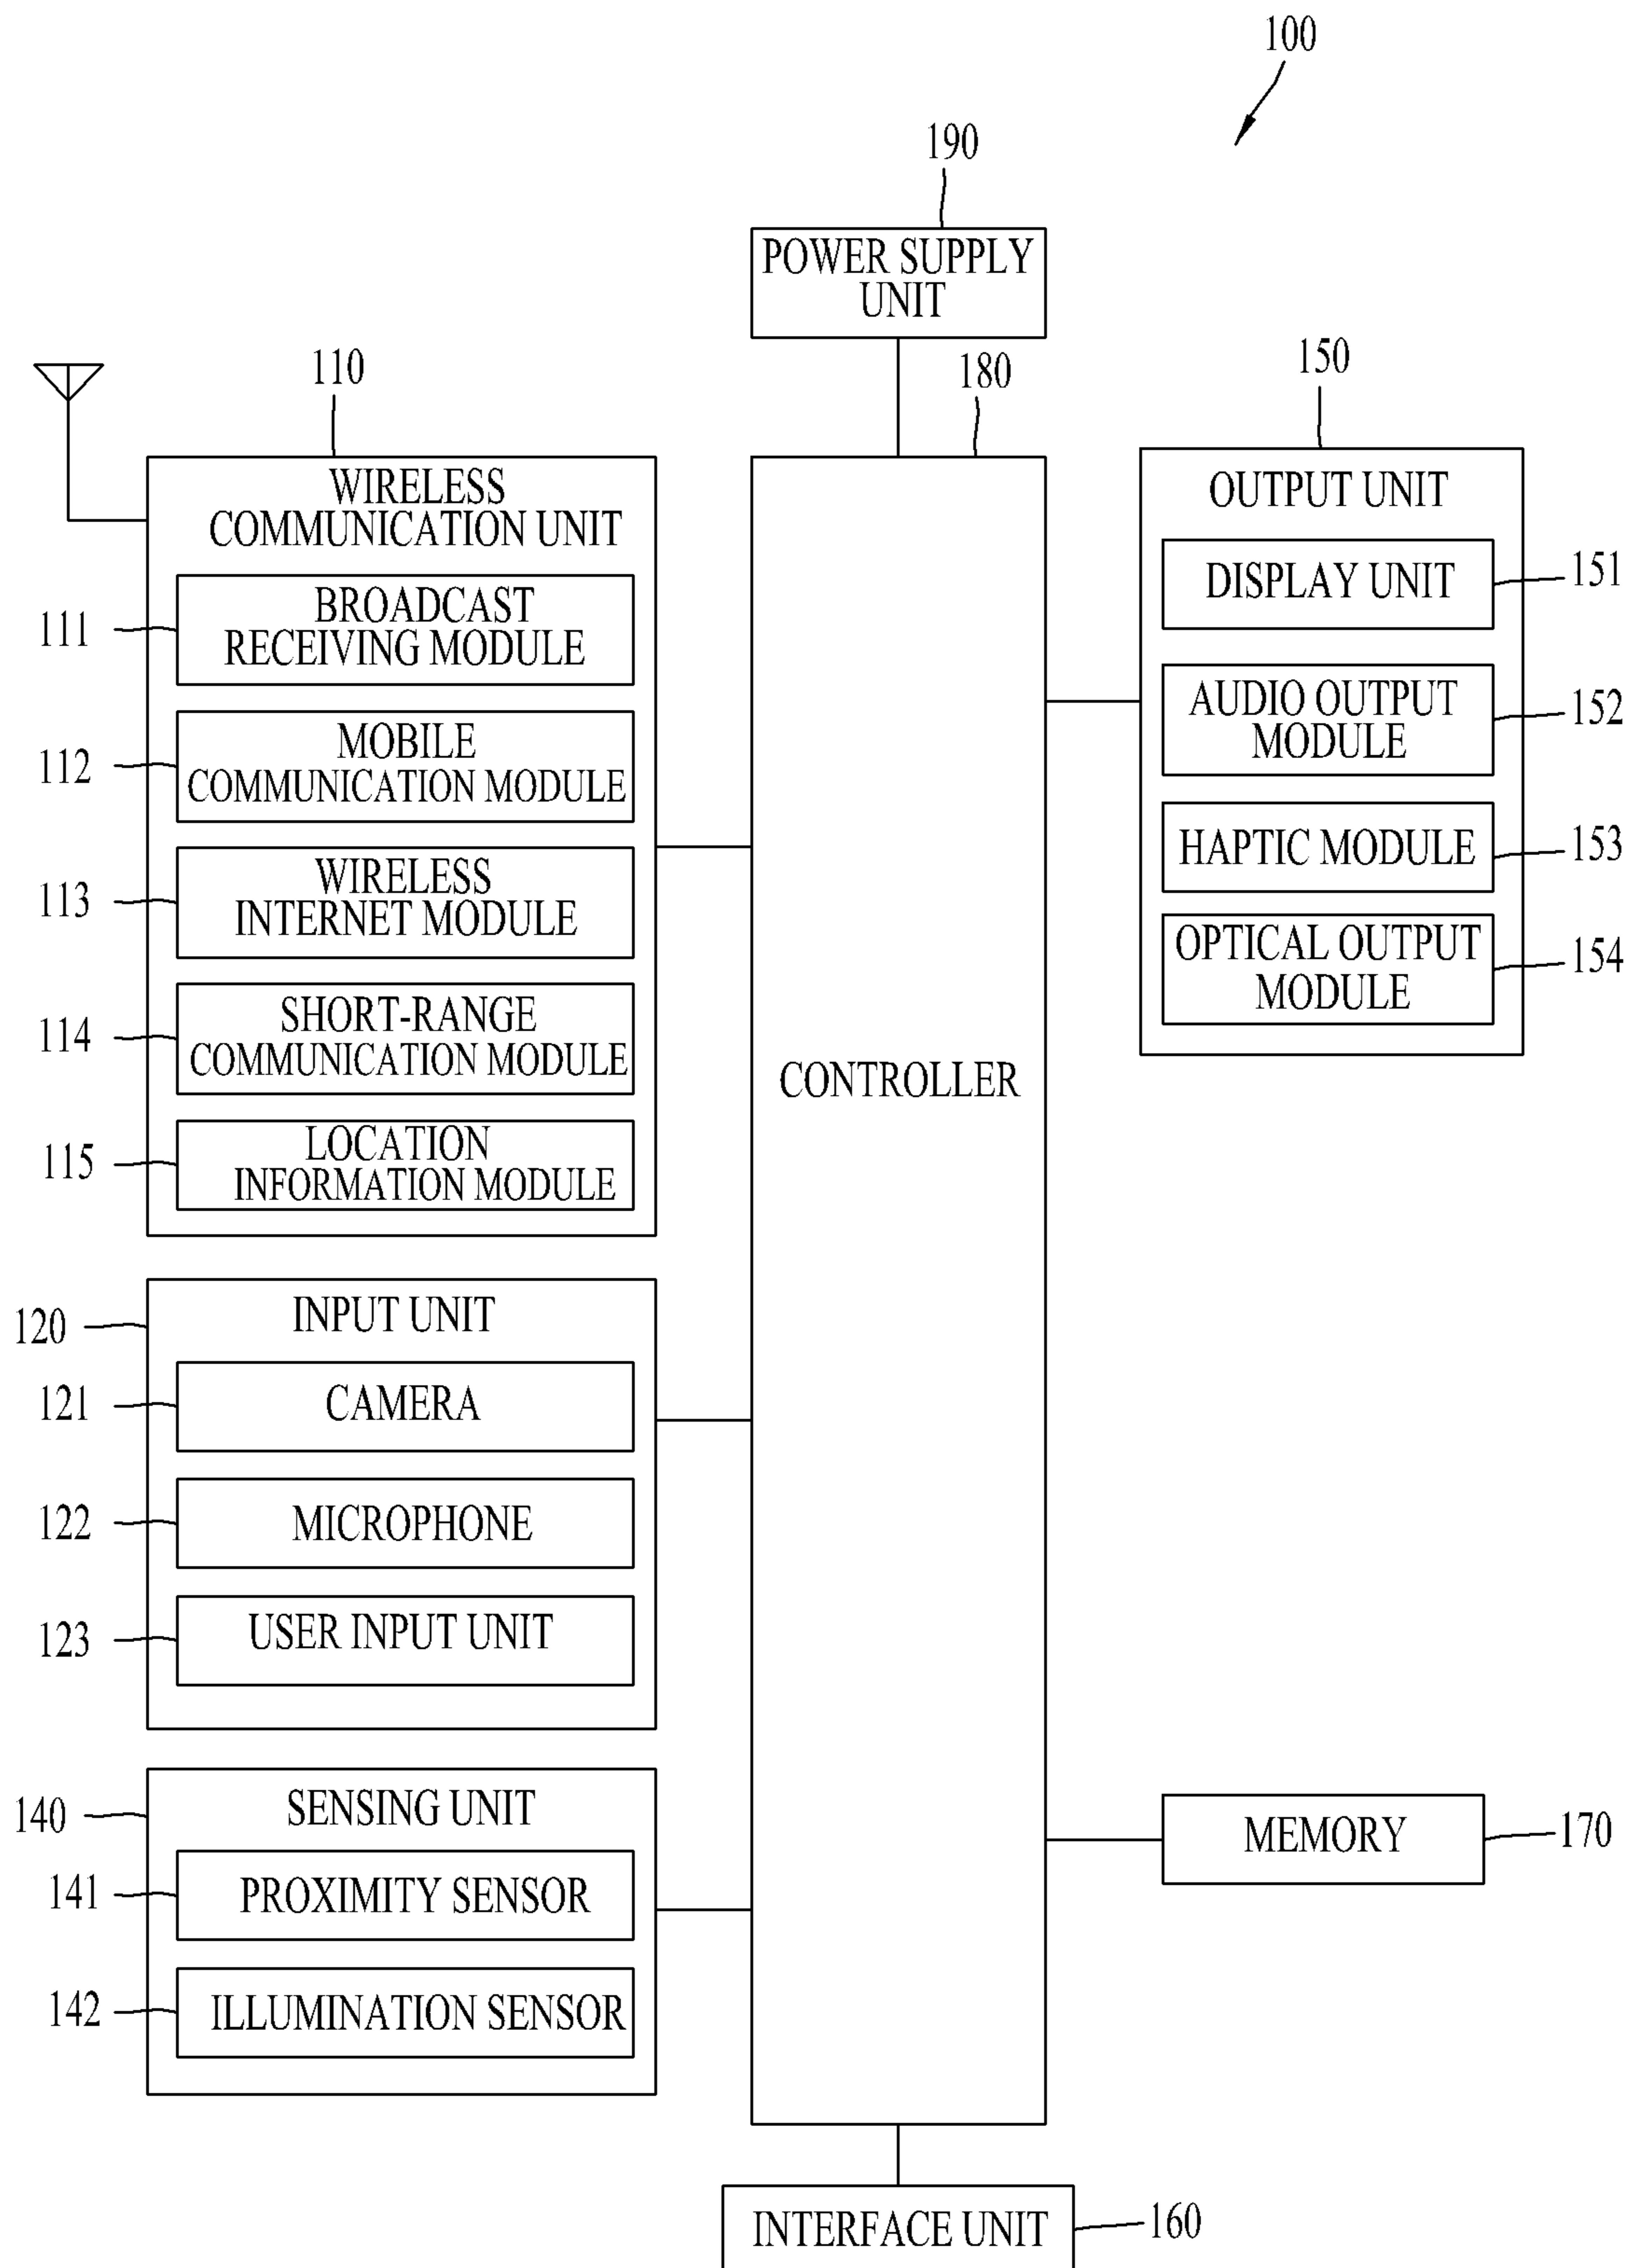 100
190
POWER SUPPLY
UNIT
110
180
150
WIRELESS
COMMUNICATION UNIT
111
BROADCAST
RECEIVING MODULE
112
MOBILE
COMMUNICATION MODULE
113
WIRELESS
INTERNET MODULE
114
SHORT-RANGE
COMMUNICATION MODULE
115
LOCATION
INFORMATION MODULE
120
INPUT UNIT
121
CAMERA
122
MICROPHONE
123
USER INPUT UNIT
140
SENSING UNIT
141
PROXIMITY SENSOR
142
ILLUMINATION SENSOR
CONTROLLER
OUTPUT UNIT
DISPLAY UNIT
151
AUDIO OUTPUT
MODULE
152
HAPTIC MODULE
153
OPTICAL OUTPUT
MODULE
154
MEMORY
170
INTERFACE UNIT
160